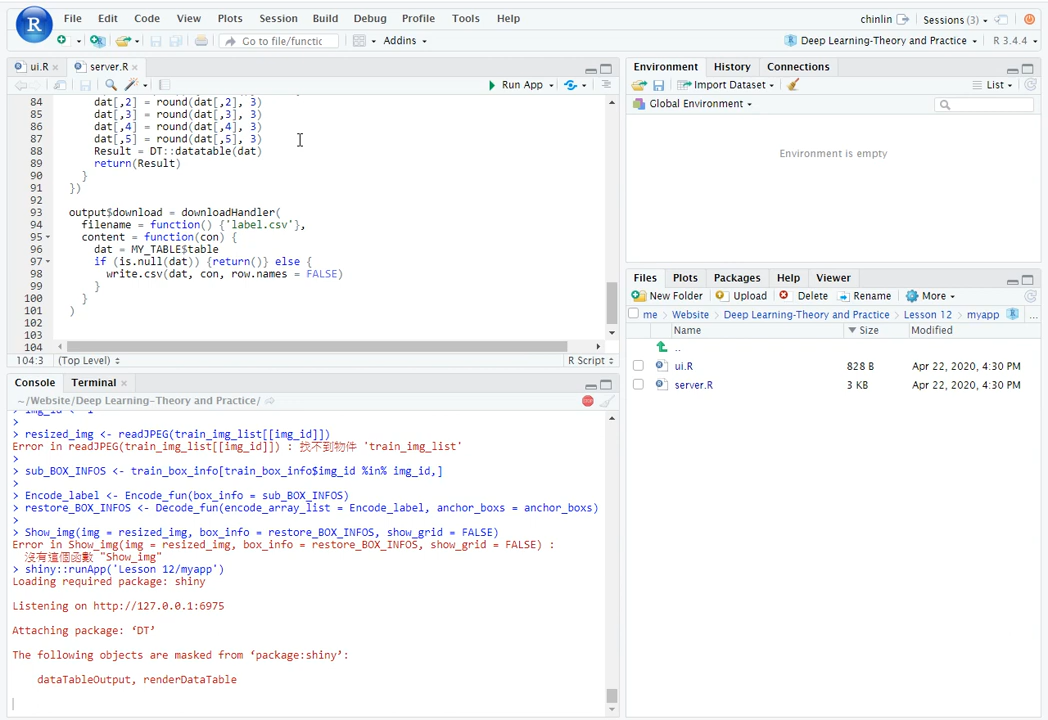 File Edit Code View Plots Session Build Debug Profile Tools Help
chinlin Sessions (3)
Go to file/functic Addins
Deep Learning-Theory and Practice R 3.4.4
ui.R server.R
Run App
84 dat[,2] = round(dat[,2], 3)
85 dat[,3] = round(dat[,3], 3)
86 dat[,4] = round(dat[,4], 3)
87 dat[,5] = round(dat[,5], 3)
88 Result = DT::datatable(dat)
89 return(Result)
90 }
91 })
92
93 output$download = downloadHandler(
94 filename = function() {'label.csv'},
95 content = function(con) {
96 dat = MY_TABLE$table
97 if (is.null(dat)) {return()} else {
98 write.csv(dat, con, row.names = FALSE)
99 }
100 }
101 )
102
103
104
104:3 (Top Level) R Script
Console Terminal
~/Website/Deep Learning-Theory and Practice/
> img_id <- 1
>
> resized_img <- readJPEG(train_img_list[[img_id]])
Error in readJPEG(train_img_list[[img_id]]) : 找不到物件 'train_img_list'
>
> sub_BOX_INFOS <- train_box_info[train_box_info$img_id %in% img_id,]
>
> Encode_label <- Encode_fun(box_info = sub_BOX_INFOS)
> restore_BOX_INFOS <- Decode_fun(encode_array_list = Encode_label, anchor_boxs = anchor_boxs)
>
> Show_img(img = resized_img, box_info = restore_BOX_INFOS, show_grid = FALSE)
Error in Show_img(img = resized_img, box_info = restore_BOX_INFOS, show_grid = FALSE) :
沒有這個函數 "Show_img"
> shiny::runApp('Lesson 12/myapp')
Loading required package: shiny
Listening on http://127.0.0.1:6975
Attaching package: ‘DT’
The following objects are masked from ‘package:shiny’:
dataTableOutput, renderDataTable
Environment History Connections
Import Dataset List
Global Environment
Environment is empty
Files Plots Packages Help Viewer
New Folder Upload Delete Rename More
me > Website > Deep Learning-Theory and Practice > Lesson 12 > myapp ...
Name Size Modified
..
ui.R 828 B Apr 22, 2020, 4:30 PM
server.R 3 KB Apr 22, 2020, 4:30 PM